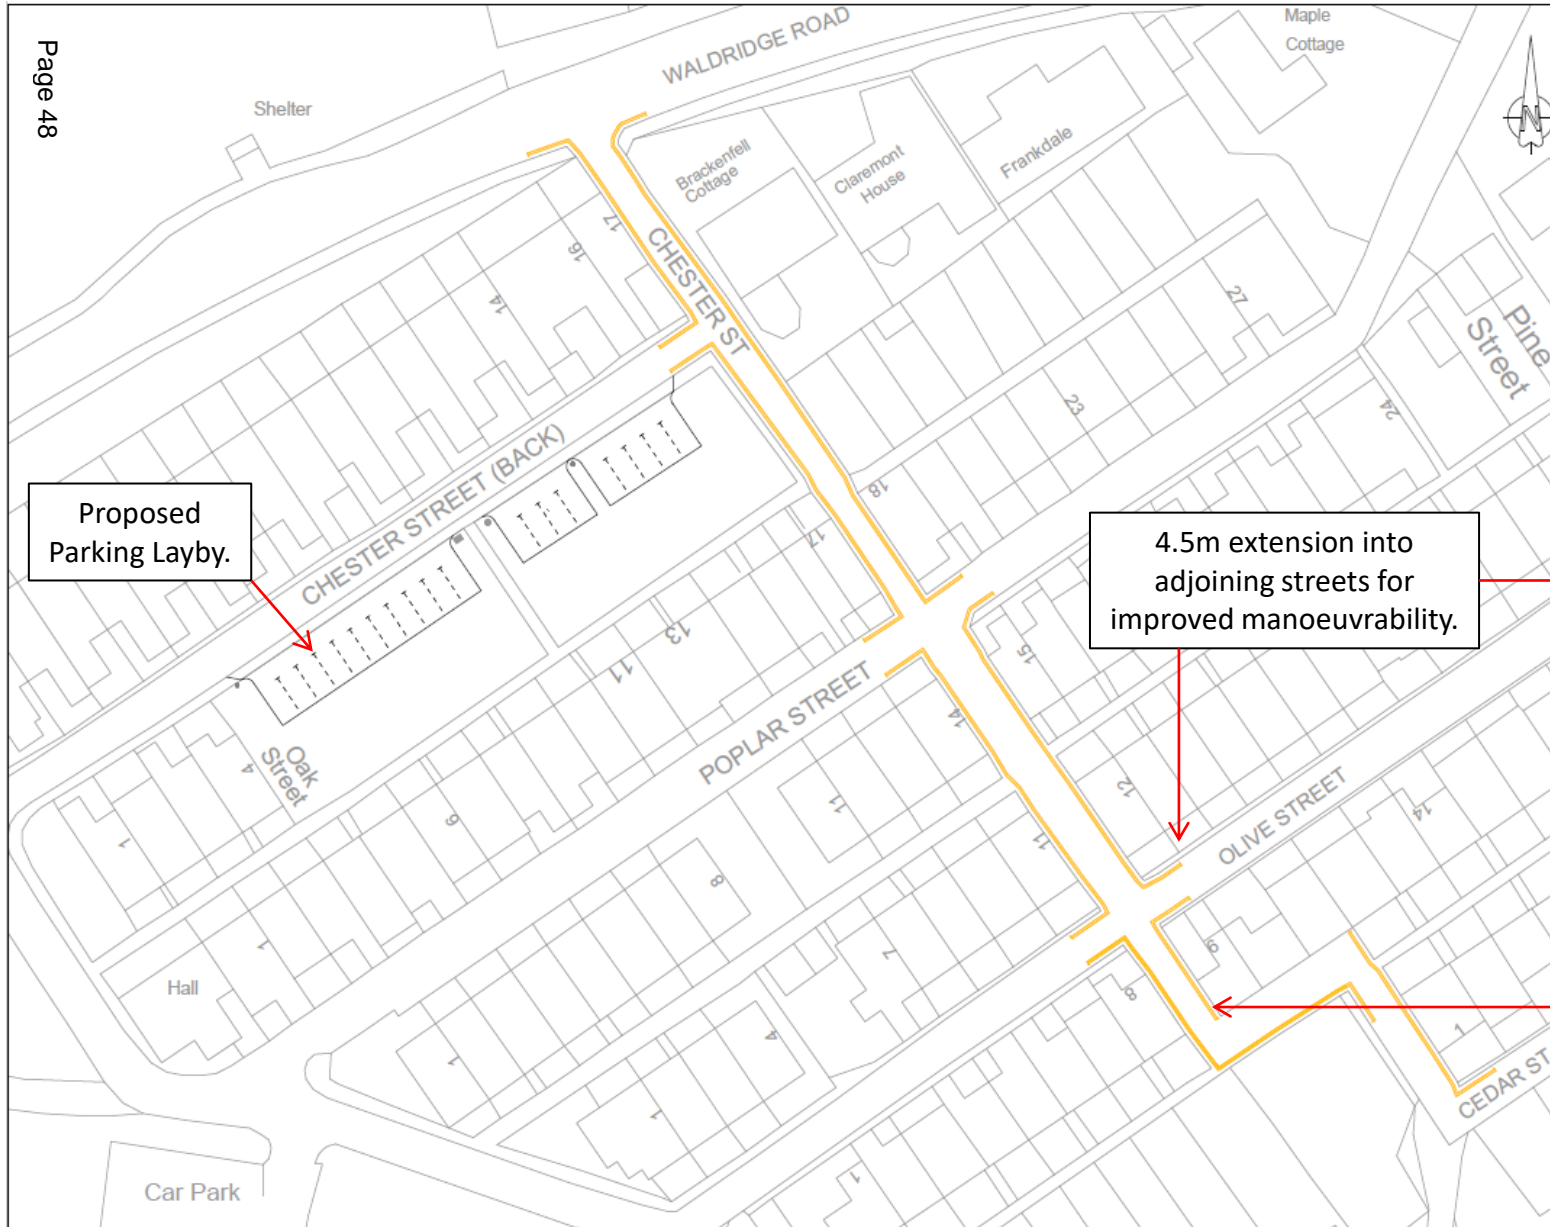 Page 48
WALDRIDGE ROAD
Maple
Cottage
N
Shelter
Brackenfell
Cottage
Claremont
House
Frankdale
17
16
14
CHESTER ST
27
Pine
Street
23
24
18
CHESTER STREET (BACK)
Proposed
Parking Layby.
17
4.5m extension into
adjoining streets for
improved manoeuvrability.
13
11
15
POPLAR STREET
14
12
Oak
Street
4
OLIVE STREET
14
11
11
9
1
8
7
9
1
Hall
8
4
1
1
1
CEDAR ST
1
Car Park